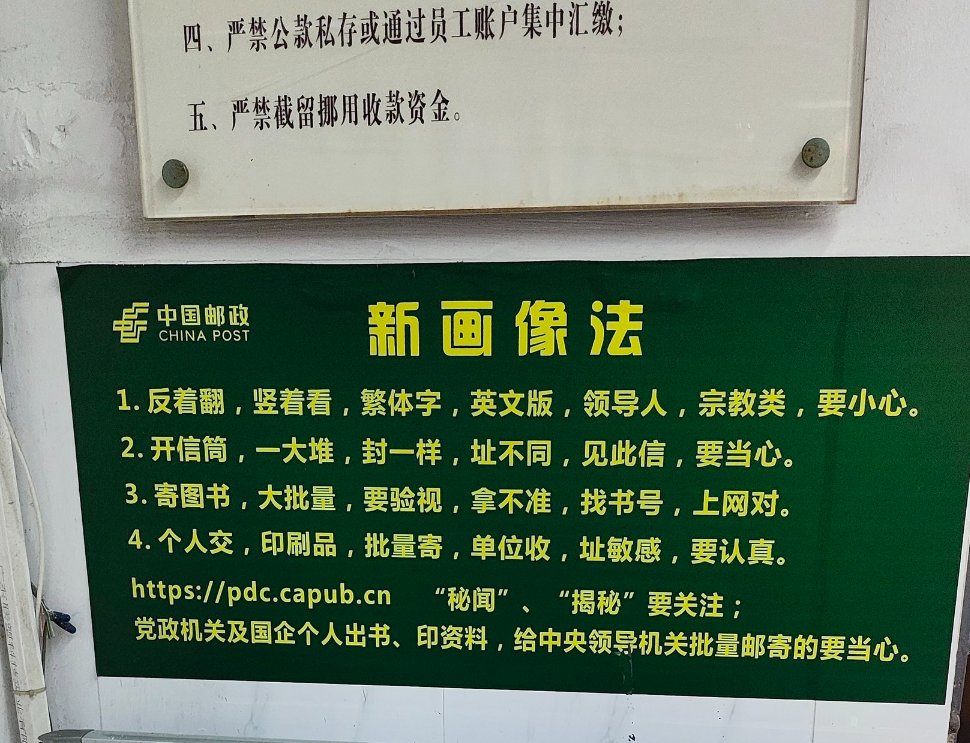 四、严禁公款私存或通过员工账户集中汇缴；
五、严禁截留挪用收款资金。
中国邮政
CHINA POST
新画像法
1. 反着翻，竖着看，繁体字，英文版，领导人，宗教类，要小心。
2. 开信筒，一大堆，封一样，址不同，见此信，要当心。
3. 寄图书，大批量，要验视，拿不准，找书号，上网对。
4. 个人交，印刷品，批量寄，单位收，址敏感，要认真。
https://pdc.capub.cn “秘闻”、“揭秘”要关注；
党政机关及国企个人出书、印资料，给中央领导机关批量邮寄的要当心。